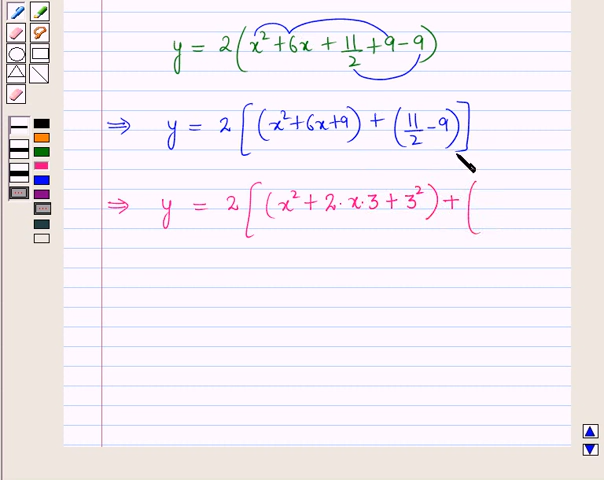 y = 2(x² + 6x + 11/2 + 9 - 9)
⇒ y = 2[(x² + 6x + 9) + (11/2 - 9)]
⇒ y = 2[(x² + 2·x·3 + 3²) + (